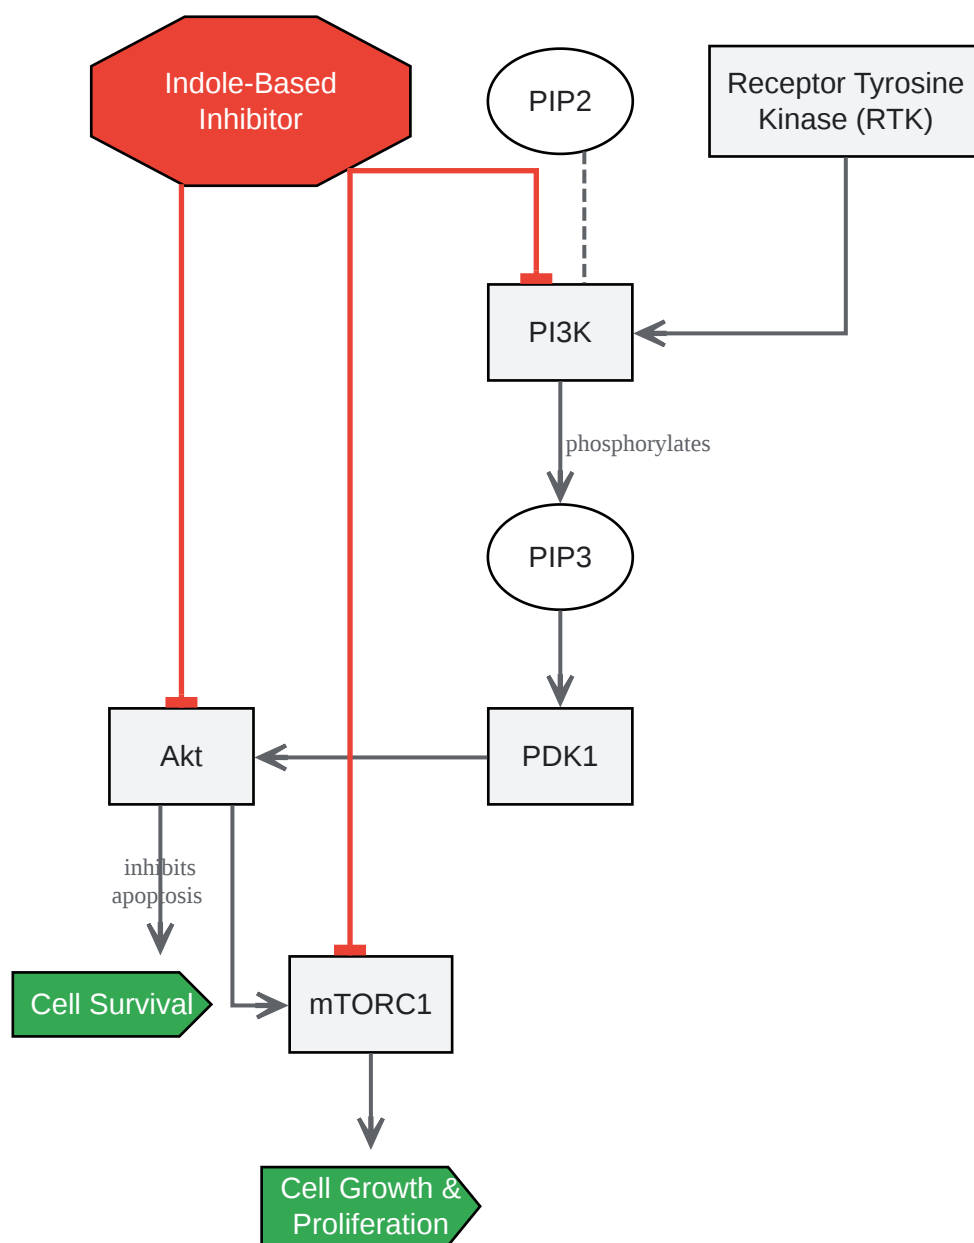 Indole-Based
Inhibitor
PIP2
Receptor Tyrosine
Kinase (RTK)
PI3K
phosphorylates
PIP3
Akt
PDK1
inhibits
apoptosis
Cell Survival
mTORC1
Cell Growth &
Proliferation